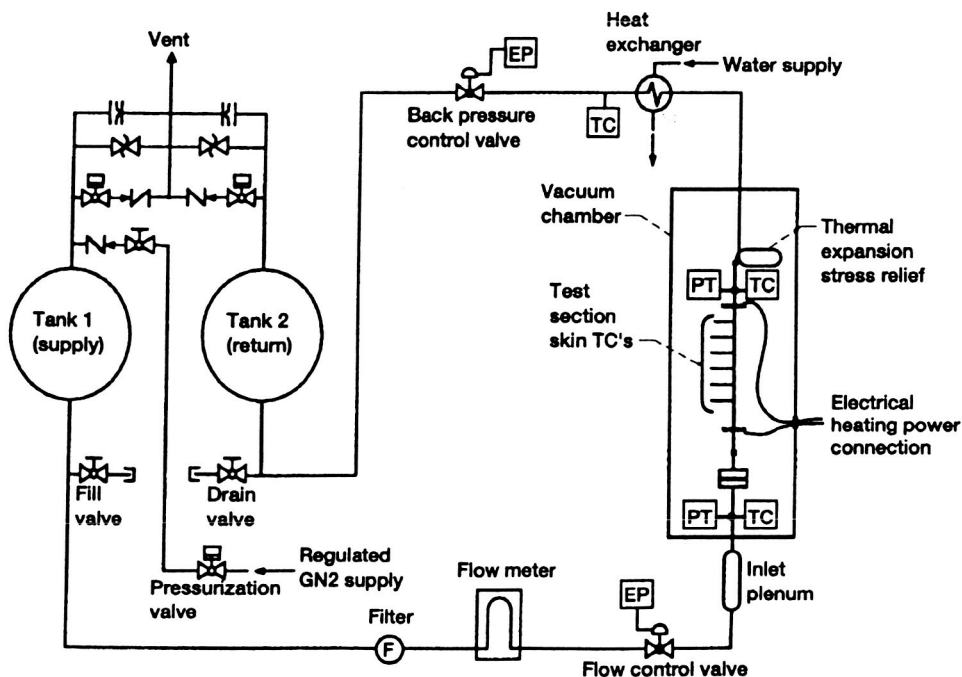 Vent
EP
Heat
exchanger
Water supply
Back pressure
control valve
TC
Vacuum
chamber
Thermal
expansion
stress relief
PT
TC
Tank 1
(supply)
Tank 2
(return)
Test
section
skin TC's
Electrical
heating power
connection
Fill
valve
Drain
valve
PT
TC
Regulated
GN2 supply
Pressurization
valve
Flow meter
Inlet
plenum
EP
Filter
F
Flow control valve